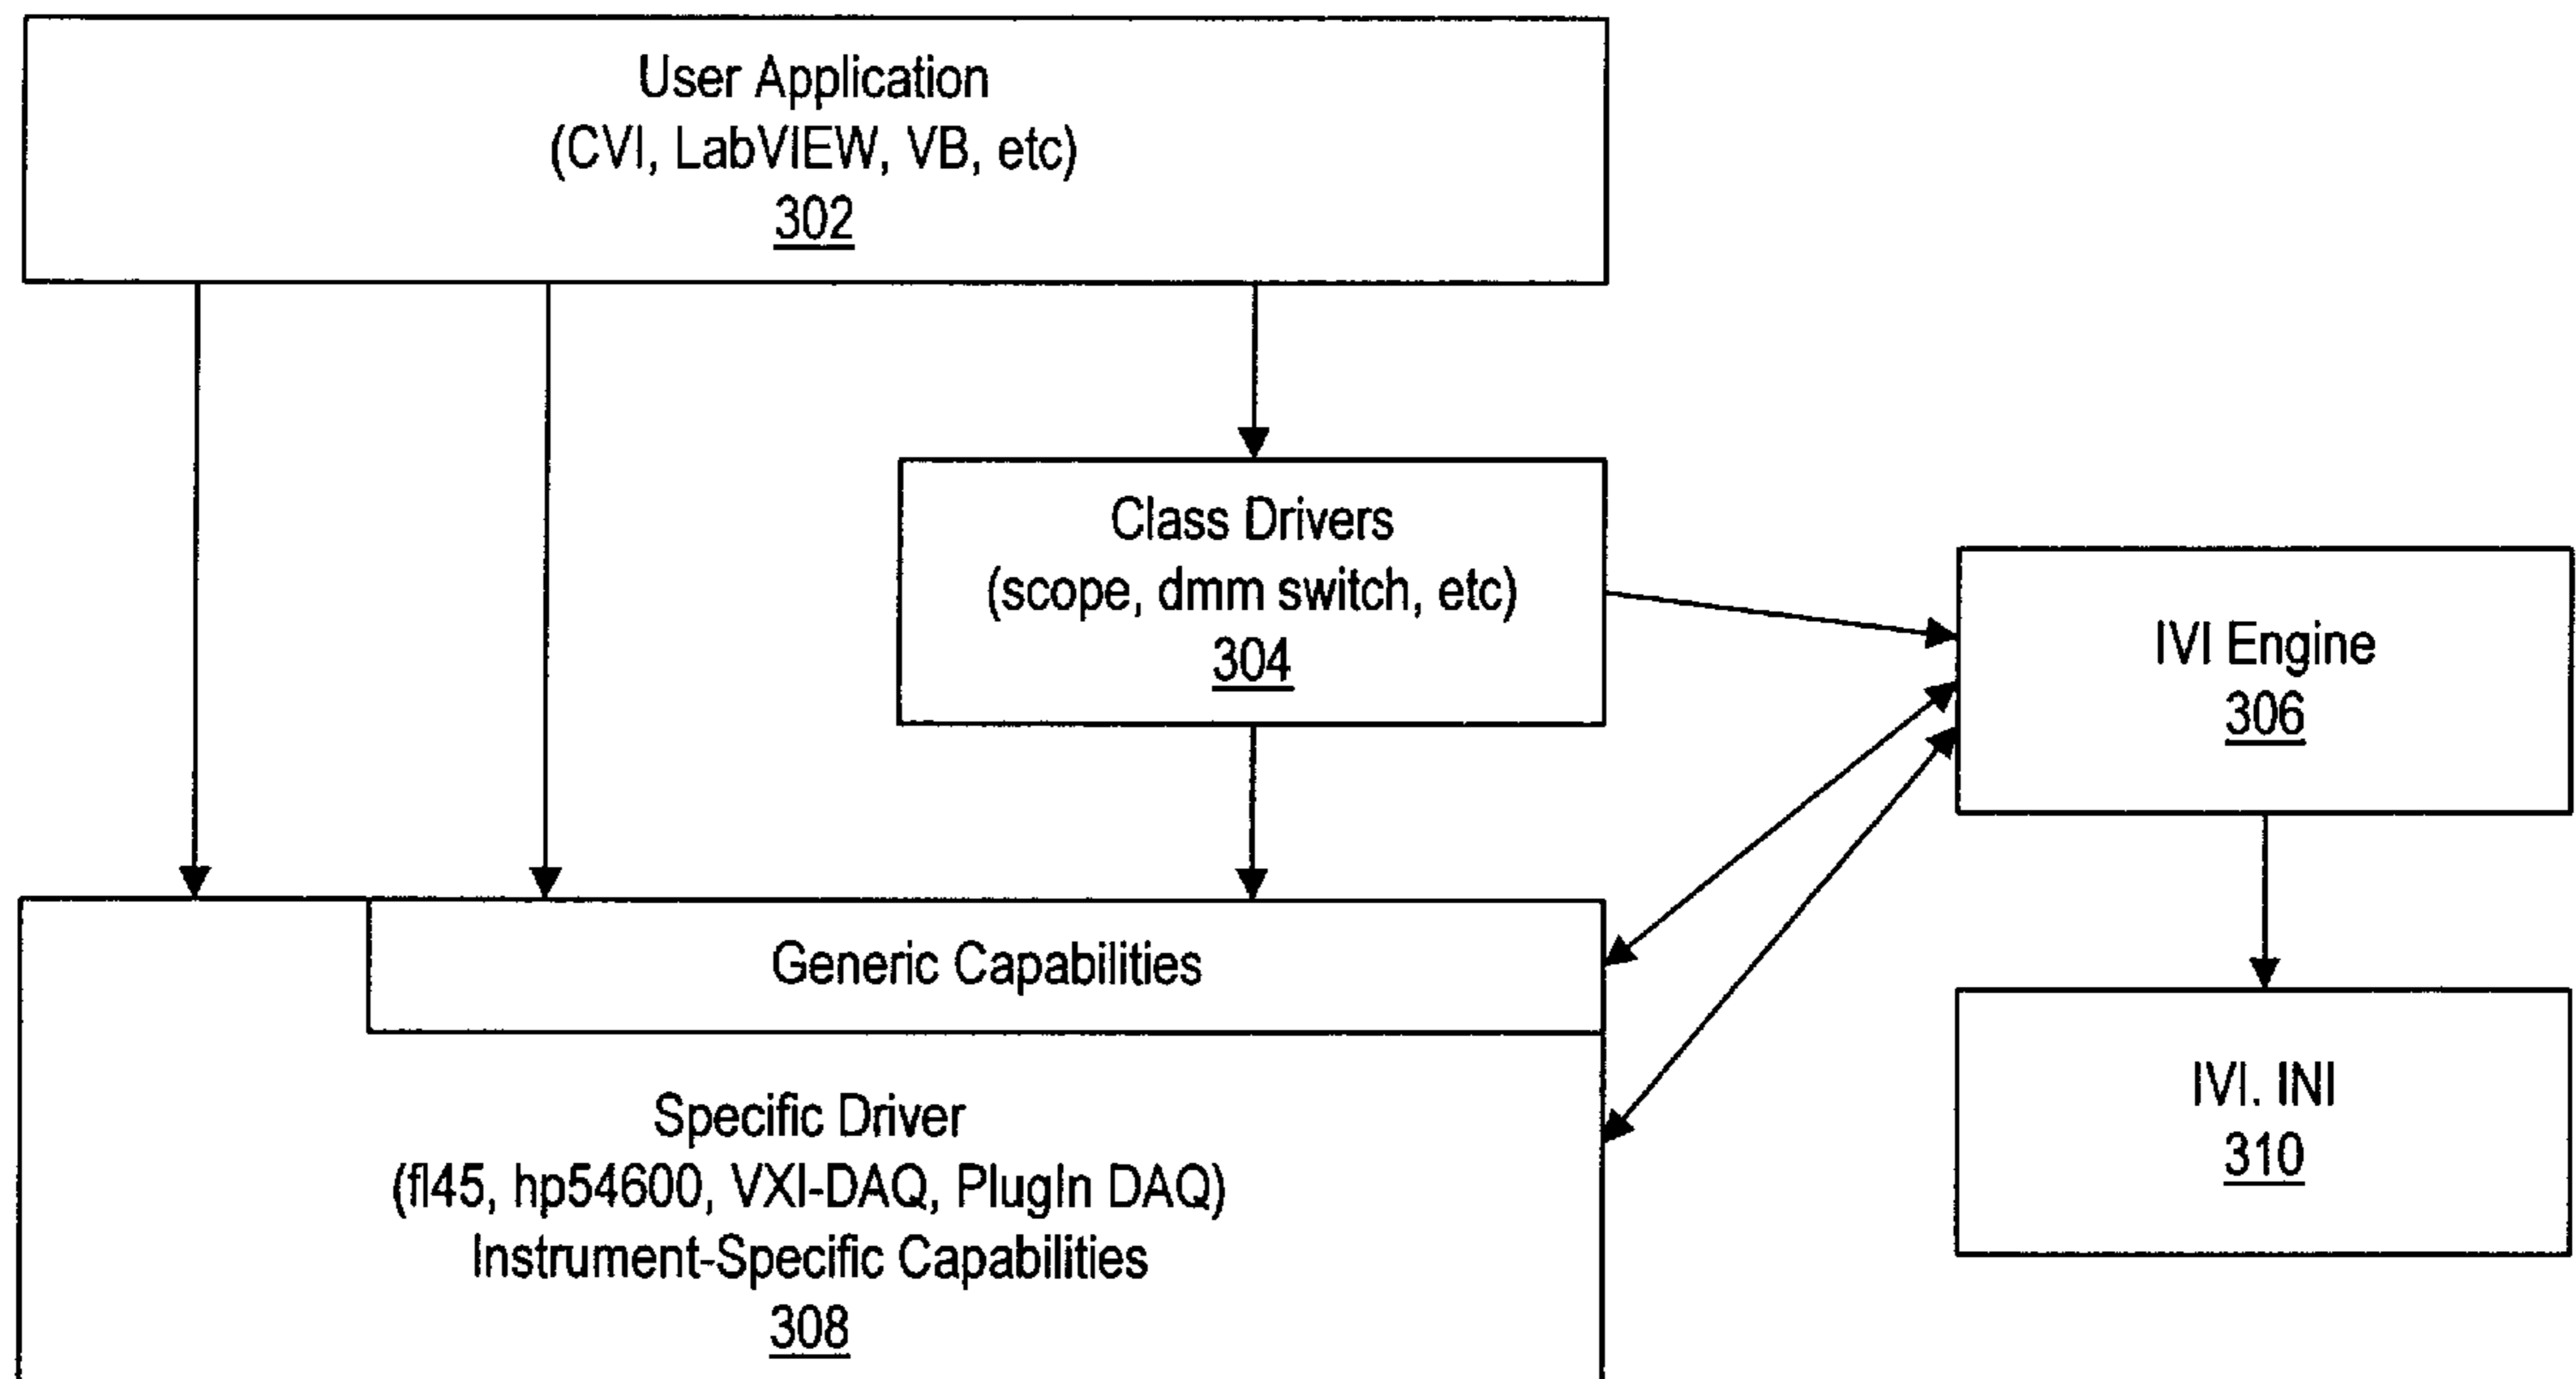 User Application
(CVI, LabVIEW, VB, etc)
302
Class Drivers
(scope, dmm switch, etc)
304
IVI Engine
306
Generic Capabilities
Specific Driver
(fl45, hp54600, VXI-DAQ, PlugIn DAQ)
Instrument-Specific Capabilities
308
IVI. INI
310